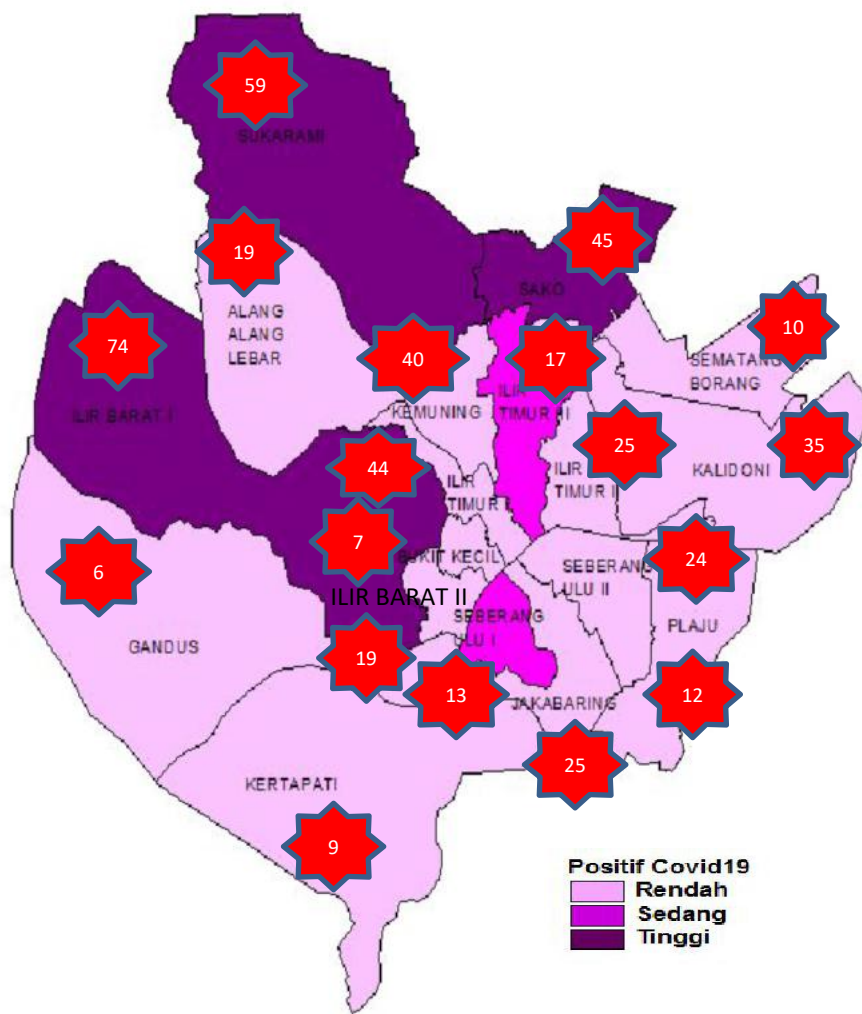 59
SUKARAMI
19
45
SAKO
ALANG
ALANG
LEBAR
74
40
17
10
SEMATANG
BORANG
ILIR BARAT I
KEMUNING
ILIR
TIMUR III
44
25
35
KALIDONI
ILIR
TIMUR I
ILIR
TIMUR I
7
BUKIT KECIL
24
6
SEBERANG
ULU II
ILIR BARAT II
SEBERANG
ULU I
PLAJU
GANDUS
19
13
12
JAKABARING
25
KERTAPATI
9
Positif Covid19
Rendah
Sedang
Tinggi